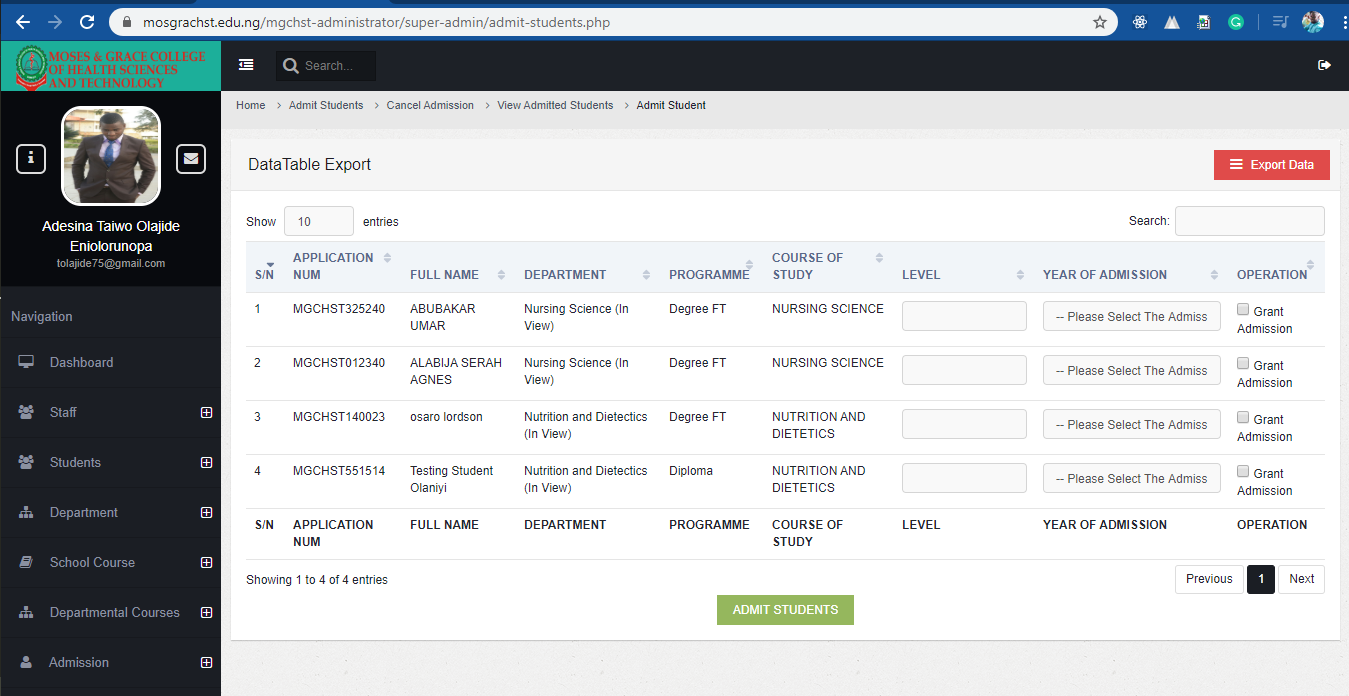 mosgrachst.edu.ng/mgchst-administrator/super-admin/admit-students.php
MOSES & GRACE COLLEGE
OF HEALTH SCIENCES
AND TECHNOLOGY
Search...
Home > Admit Students > Cancel Admission > View Admitted Students > Admit Student
Adesina Taiwo Olajide
Eniolorunopa
tolajide75@gmail.com
Navigation
Dashboard
Staff
Students
Department
School Course
Departmental Courses
Admission
DataTable Export
Export Data
Show 10 entries
Search:
S/N APPLICATION NUM FULL NAME DEPARTMENT PROGRAMME COURSE OF STUDY LEVEL YEAR OF ADMISSION OPERATION
1 MGCHST325240 ABUBAKAR UMAR Nursing Science (In View) Degree FT NURSING SCIENCE -- Please Select The Admiss Grant Admission
2 MGCHST012340 ALABIJA SERAH AGNES Nursing Science (In View) Degree FT NURSING SCIENCE -- Please Select The Admiss Grant Admission
3 MGCHST140023 osaro lordson Nutrition and Dietectics (In View) Degree FT NUTRITION AND DIETETICS -- Please Select The Admiss Grant Admission
4 MGCHST551514 Testing Student Olaniyi Nutrition and Dietectics (In View) Diploma NUTRITION AND DIETETICS -- Please Select The Admiss Grant Admission
S/N APPLICATION NUM FULL NAME DEPARTMENT PROGRAMME COURSE OF STUDY LEVEL YEAR OF ADMISSION OPERATION
Showing 1 to 4 of 4 entries
Previous 1 Next
ADMIT STUDENTS